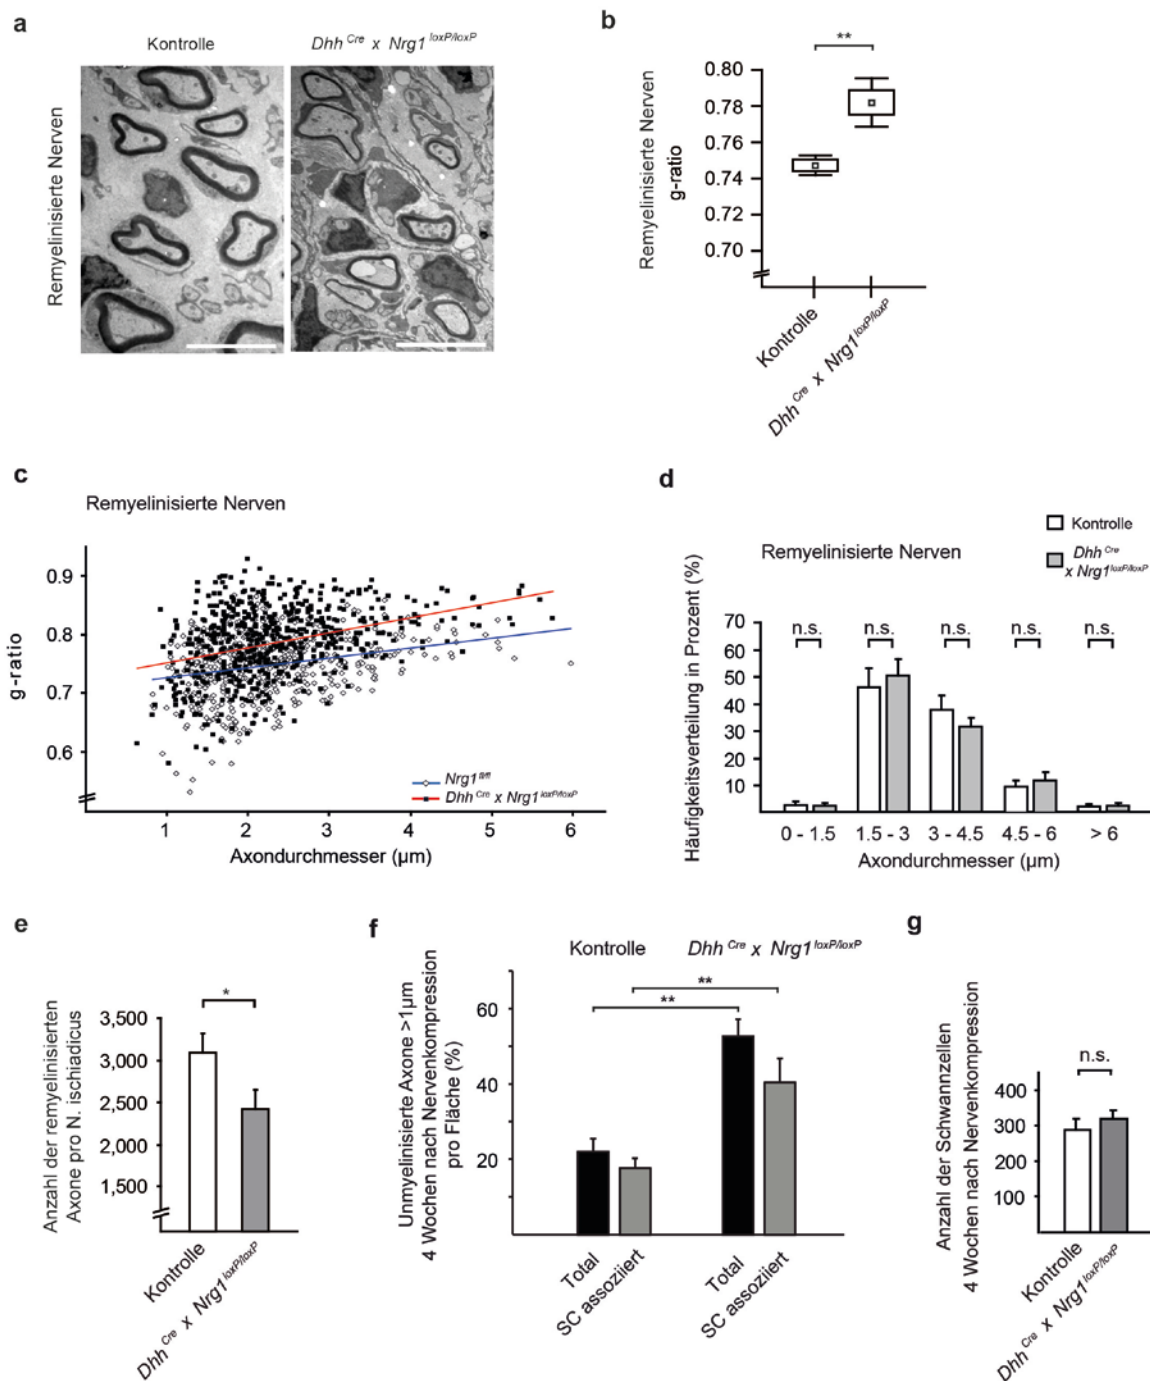 a
Kontrolle
Dhh Cre x Nrg1 loxP/loxP
Remyelinisierte Nerven
b
**
Remyelinisierte Nerven
g-ratio
0.80
0.78
0.76
0.74
0.72
0.70
Kontrolle
Dhh Cre x Nrg1 loxP/loxP
c
Remyelinisierte Nerven
g-ratio
0.9
0.8
0.7
0.6
Nrg1 fl/fl
Dhh Cre x Nrg1 loxP/loxP
1 2 3 4 5 6
Axondurchmesser (µm)
d
Kontrolle
Dhh Cre
x Nrg1 loxP/loxP
Remyelinisierte Nerven
Häufigkeitsverteilung in Prozent (%)
70
60
50
40
30
20
10
n.s. n.s. n.s. n.s. n.s.
0 - 1.5 1.5 - 3 3 - 4.5 4.5 - 6 > 6
Axondurchmesser (µm)
e
Anzahl der remyelinisierten
Axone pro N. ischiadicus
*
3,500
3,000
2,500
2,000
1,500
Kontrolle
Dhh Cre x Nrg1 loxP/loxP
f
Kontrolle
Dhh Cre x Nrg1 loxP/loxP
Unmyelinisierte Axone >1µm
4 Wochen nach Nervenkompression
pro Fläche (%)
**
**
60
40
20
Total
SC assoziiert
Total
SC assoziiert
g
Anzahl der Schwannzellen
4 Wochen nach Nervenkompression
n.s.
400
300
200
100
Kontrolle
Dhh Cre x Nrg1 loxP/loxP